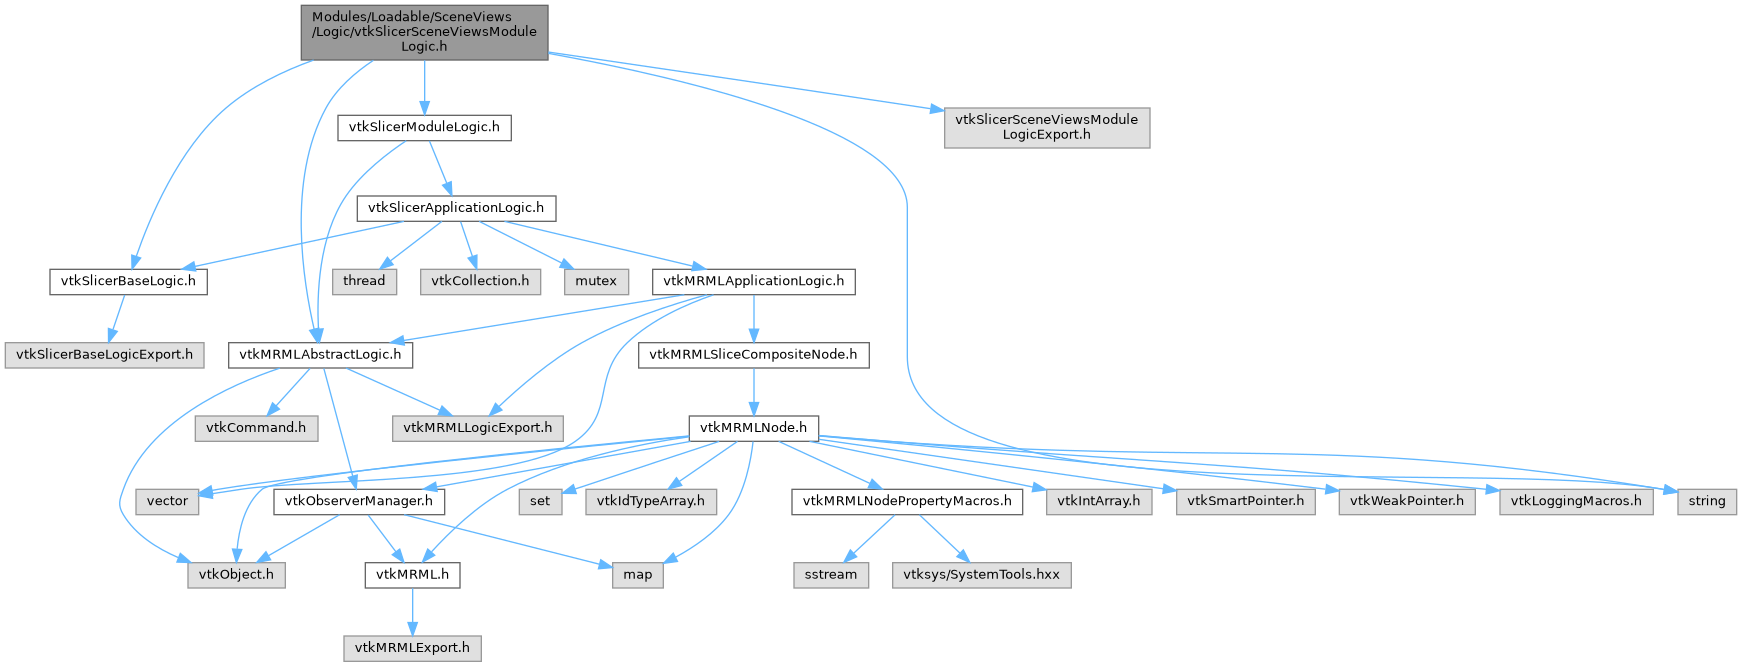 Modules/Loadable/SceneViews
/Logic/vtkSlicerSceneViewsModule
Logic.h
vtkSlicerSceneViewsModule
LogicExport.h
vtkSlicerModuleLogic.h
vtkSlicerApplicationLogic.h
vtkSlicerBaseLogic.h
thread
vtkCollection.h
mutex
vtkMRMLApplicationLogic.h
vtkSlicerBaseLogicExport.h
vtkMRMLAbstractLogic.h
vtkMRMLSliceCompositeNode.h
vtkCommand.h
vtkMRMLLogicExport.h
vtkMRMLNode.h
vector
vtkObserverManager.h
set
vtkIdTypeArray.h
vtkMRMLNodePropertyMacros.h
vtkIntArray.h
vtkSmartPointer.h
vtkWeakPointer.h
vtkLoggingMacros.h
string
vtkObject.h
vtkMRML.h
map
sstream
vtksys/SystemTools.hxx
vtkMRMLExport.h